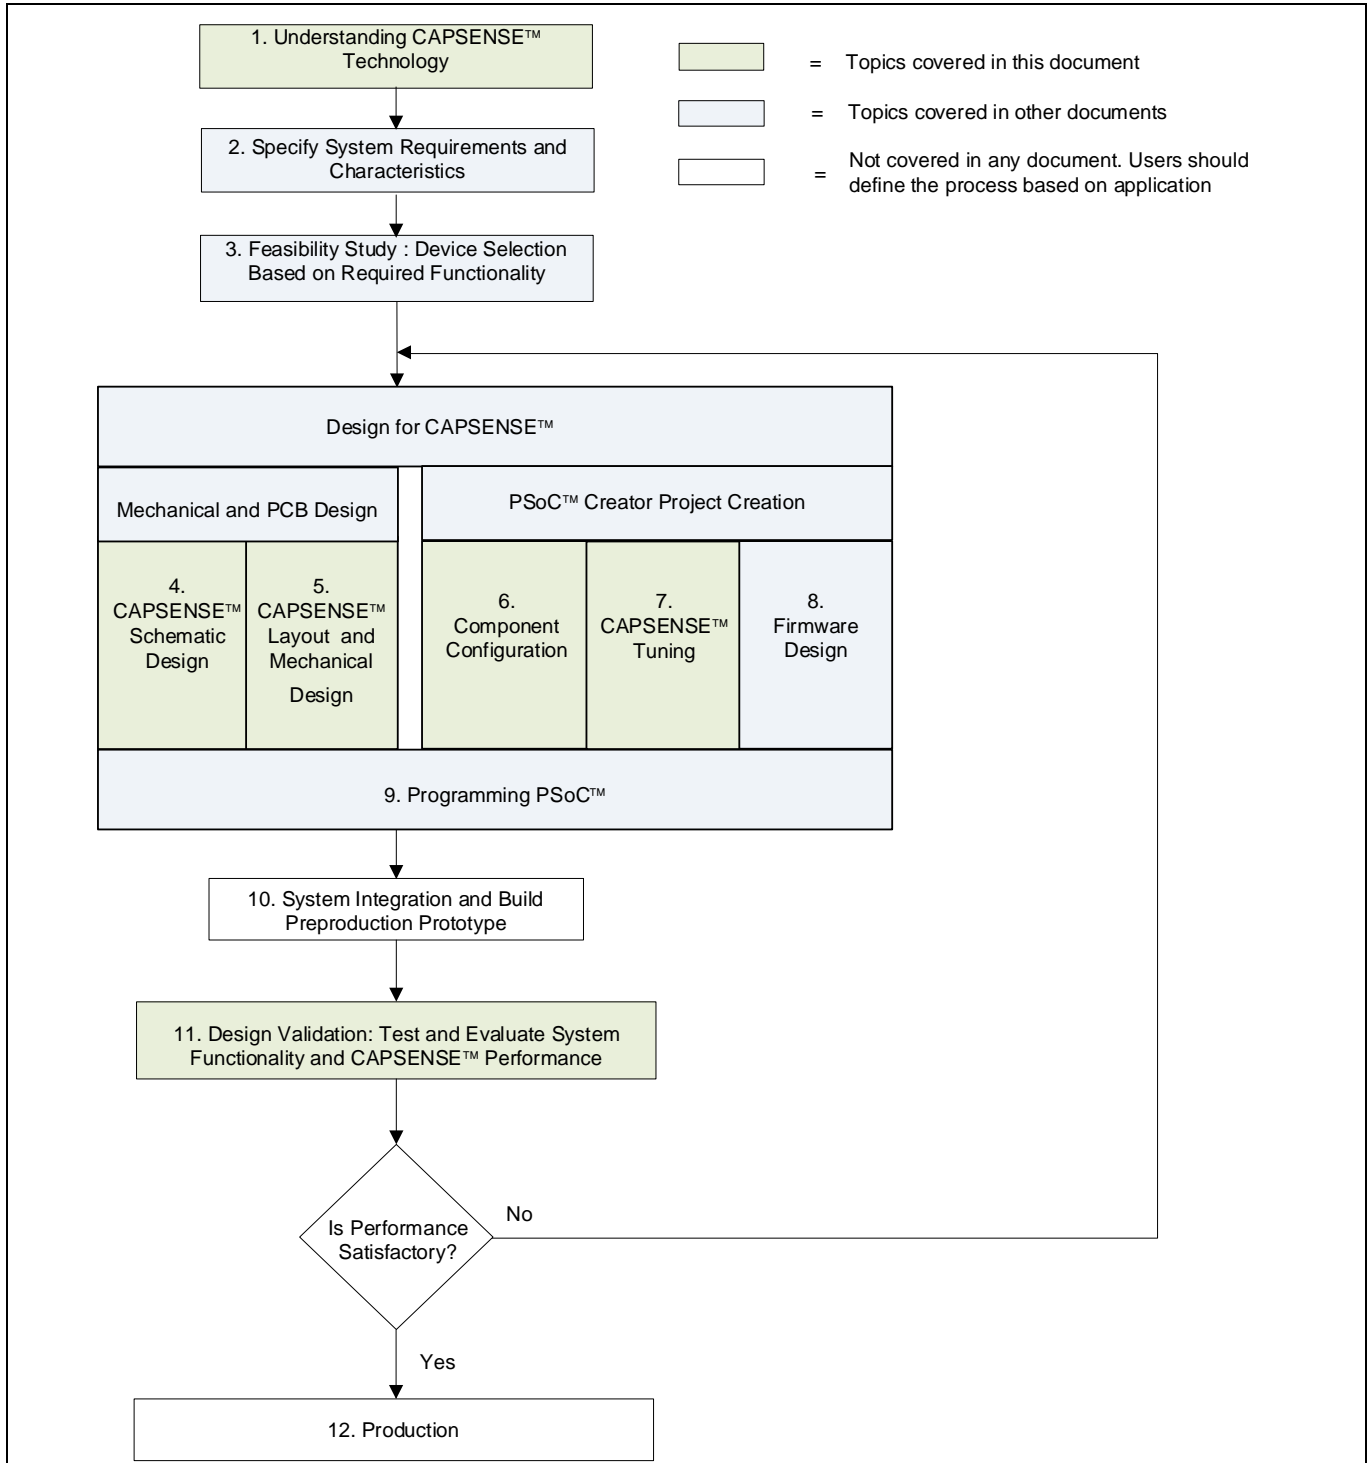 1. Understanding CAPSENSE™
Technology
= Topics covered in this document
= Topics covered in other documents
= Not covered in any document. Users should
define the process based on application
2. Specify System Requirements and
Characteristics
3. Feasibility Study : Device Selection
Based on Required Functionality
Design for CAPSENSE™
Mechanical and PCB Design
PSoC™ Creator Project Creation
4.
CAPSENSE™
Schematic
Design
5.
CAPSENSE™
Layout and
Mechanical
Design
6.
Component
Configuration
7.
CAPSENSE™
Tuning
8.
Firmware
Design
9. Programming PSoC™
10. System Integration and Build
Preproduction Prototype
11. Design Validation: Test and Evaluate System
Functionality and CAPSENSE™ Performance
Is Performance
Satisfactory?
No
Yes
12. Production